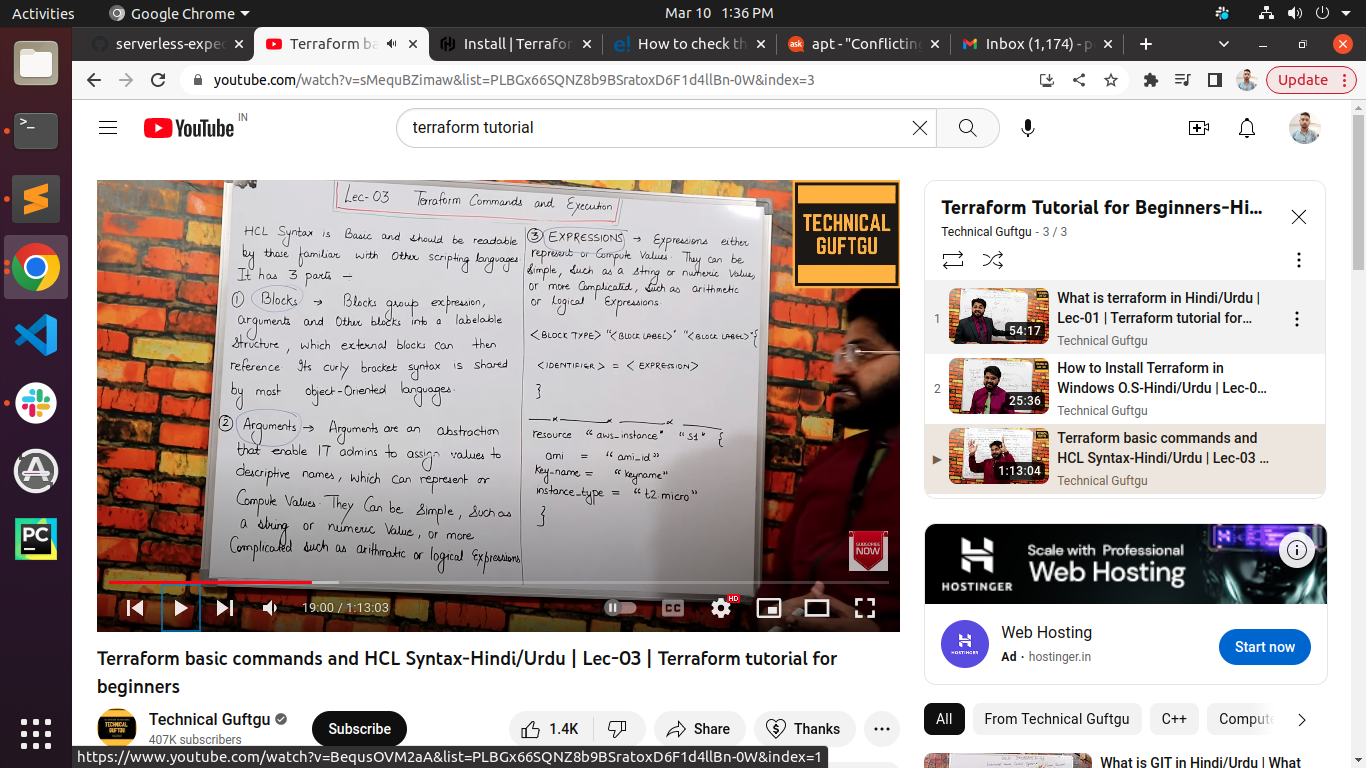 Activities
Google Chrome
Mar 10 1:36 PM
serverless-expec
Terraform ba
Install | Terrafor
How to check th
apt - "Conflicting
Inbox (1,174) - p
youtube.com/watch?v=sMequBZimaw&list=PLBGx66SQNZ8b9BSratoxD6F1d4llBn-0W&index=3
Update
YouTube IN
terraform tutorial
Lec-03 Terraform Commands and Execution
HCL Syntax is Basic and should be readable
by those familiar with Other scripting languages.
It has 3 parts —
① Blocks → Blocks group expression,
arguments and Other blocks into a labelable
Structure, which external blocks can then
reference. Its curly bracket syntax is shared
by most object-Oriented languages.
② Arguments → Arguments are an abstraction
that enable IT admins to assign values to
descriptive names, which can represent or
Compute Values. They Can be Simple, Such as
a string or numeric Value, or more
Complicated such as arithmatic or logical Expressions
③ EXPRESSIONS → Expressions either
represent or Compute Values. They can be
Simple, Such as a string or numeric Value,
or more Complicated, Such as arithmetic
or Logical Expressions.
<BLOCK TYPE> "<BLOCK LABEL>" "<BLOCK LABEL>" {
<IDENTIFIER> = <EXPRESSION>
}
resource "aws_instance" "S1" {
ami = "ami_id"
key_name = "keyname"
instance_type = "t2 micro"
}
TECHNICAL
GUFTGU
SUBSCRIBE
NOW
19:00 / 1:13:03
CC
HD
Terraform basic commands and HCL Syntax-Hindi/Urdu | Lec-03 | Terraform tutorial for
beginners
TECHNICAL
GUFTGU
Technical Guftgu
407K subscribers
Subscribe
1.4K
Share
Thanks
https://www.youtube.com/watch?v=BequsOVM2aA&list=PLBGx66SQNZ8b9BSratoxD6F1d4llBn-0W&index=1
Terraform Tutorial for Beginners-Hi...
Technical Guftgu - 3 / 3
1
54:17
What is terraform in Hindi/Urdu |
Lec-01 | Terraform tutorial for...
Technical Guftgu
2
25:36
How to Install Terraform in
Windows O.S-Hindi/Urdu | Lec-0...
Technical Guftgu
1:13:04
Terraform basic commands and
HCL Syntax-Hindi/Urdu | Lec-03 ...
Technical Guftgu
HOSTINGER
Scale with Professional
Web Hosting
Web Hosting
Ad · hostinger.in
HOSTINGER
Start now
All
From Technical Guftgu
C++
Compute
What is GIT in Hindi/Urdu | What